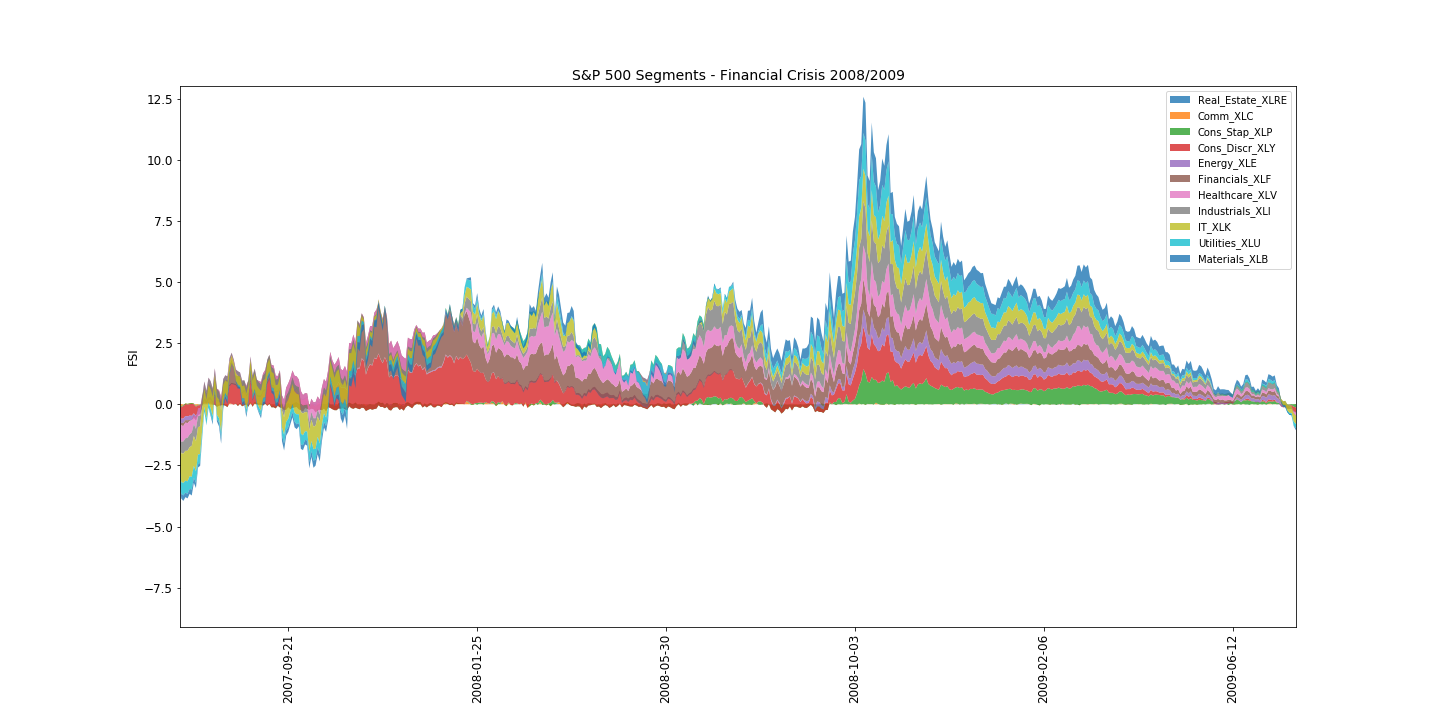 S&P 500 Segments - Financial Crisis 2008/2009
FSI
12.5
10.0
7.5
5.0
2.5
0.0
−2.5
−5.0
−7.5
2007-09-21
2008-01-25
2008-05-30
2008-10-03
2009-02-06
2009-06-12
Real_Estate_XLRE
Comm_XLC
Cons_Stap_XLP
Cons_Discr_XLY
Energy_XLE
Financials_XLF
Healthcare_XLV
Industrials_XLI
IT_XLK
Utilities_XLU
Materials_XLB